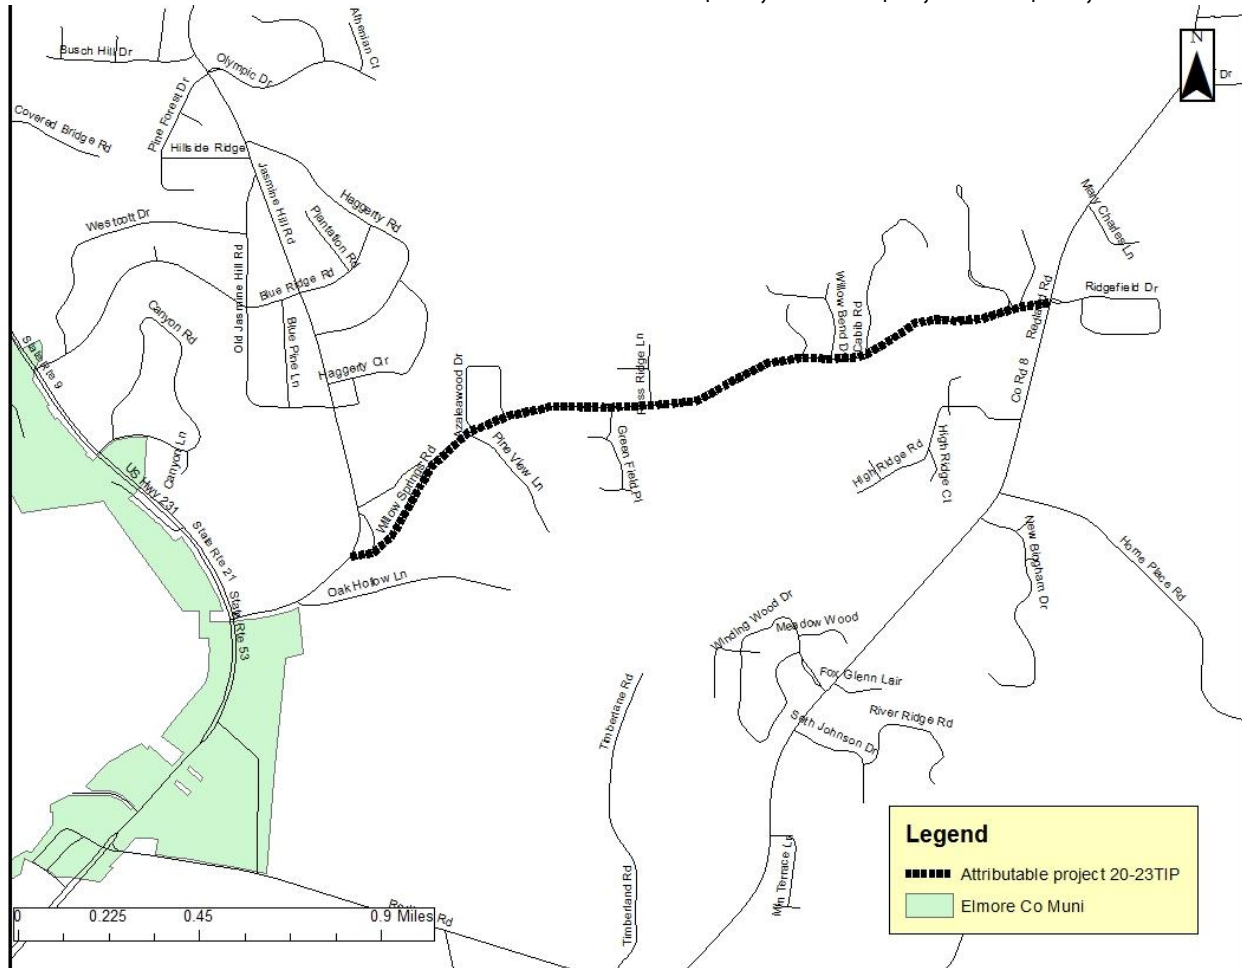 N
Athenian Ct
Busch Hill Dr
Olympic Dr
Dr
Pine Forest Dr
Covered Bridge Rd
Hillside Ridge
Jasmine Hill Rd
Haggerty Rd
Mary Charles Ln
Plantation Rd
Westcott Dr
Old Jasmine Hill Rd
Blue Ridge Rd
Willow Bend D
Cabib Rd
Ridgefield Dr
Canyon Rd
Blue Pine Ln
State Rte 9
Haggerty Cir
Co Rd 8
Azaleawood Dr
Ridge Ln
Pine View Ln
Green Field Pl
High Ridge Rd
High Ridge Ct
Canyon Ln
Willow Springs Rd
US Hwy 231
State Rte 21
State Rte 53
Oak Hollow Ln
New Bingham Dr
Home Place Rd
Winding Wood Dr
Meadow Wood
Fox Glenn Lair
Timberlane Rd
River Ridge Rd
Seth Johnson Dr
Legend
Attributable project 20-23TIP
Elmore Co Muni
Mtn Terrace Ln
Timberland Rd
0 0.225 0.45 0.9 Miles
Rd